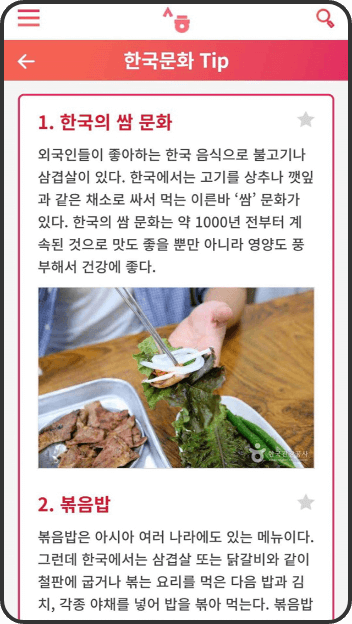 한국문화 Tip
1. 한국의 쌈 문화
외국인들이 좋아하는 한국 음식으로 불고기나
삼겹살이 있다. 한국에서는 고기를 상추나 깻잎
과 같은 채소로 싸서 먹는 이른바 ‘쌈’ 문화가
있다. 한국의 쌈 문화는 약 1000년 전부터 계
속된 것으로 맛도 좋을 뿐만 아니라 영양도 풍
부해서 건강에 좋다.
한국관광공사
2. 볶음밥
볶음밥은 아시아 여러 나라에도 있는 메뉴이다.
그런데 한국에서는 삼겹살 또는 닭갈비와 같이
철판에 굽거나 볶는 요리를 먹은 다음 밥과 김
치, 각종 야채를 넣어 밥을 볶아 먹는다. 볶음밥